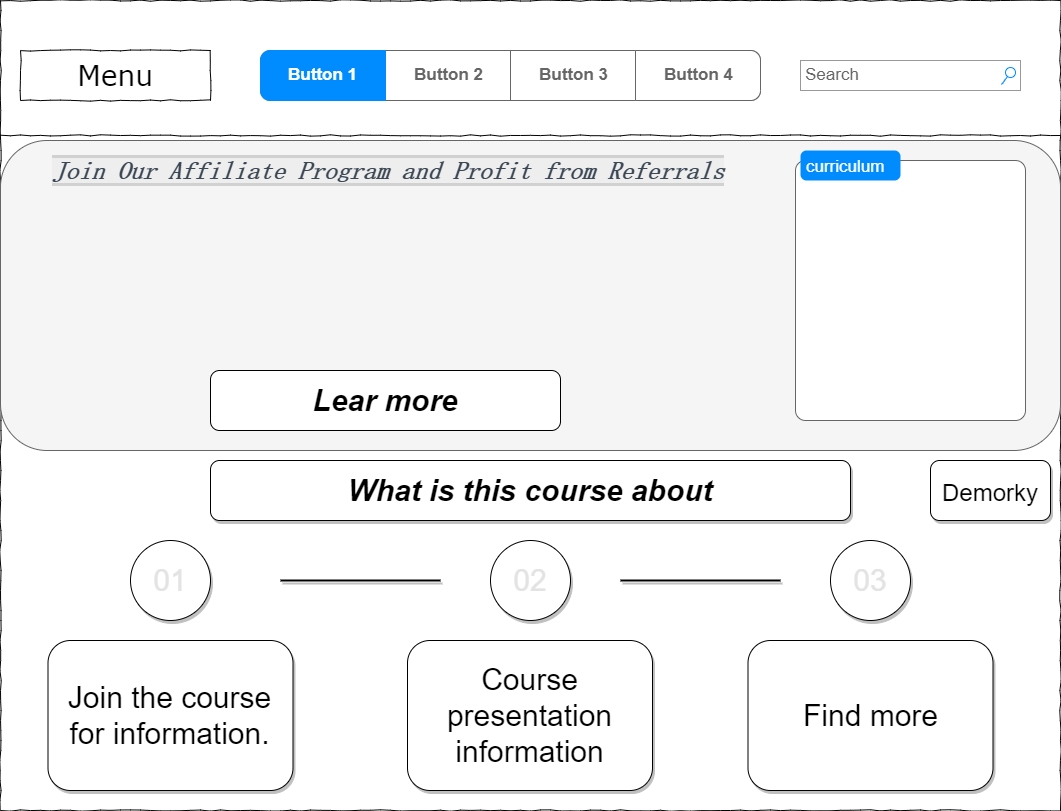 Menu
Button 1
Button 2
Button 3
Button 4
Search
Join Our Affiliate Program and Profit from Referrals
curriculum
Lear more
What is this course about
Demorky
01
02
03
Join the course
for information.
Course
presentation
information
Find more